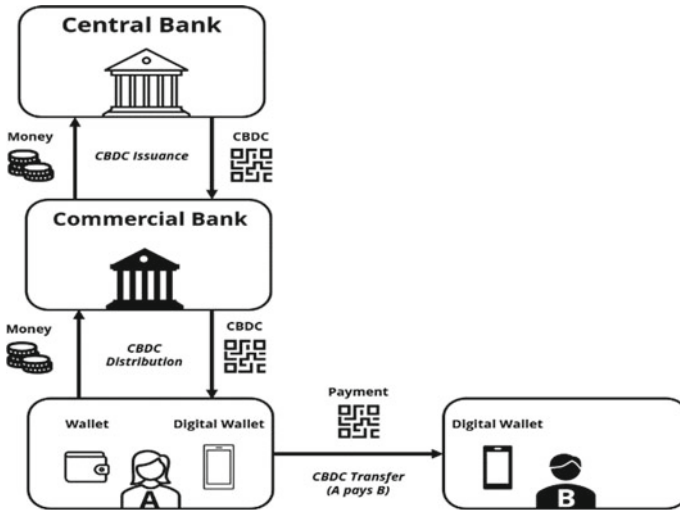 Central Bank
Money
CBDC Issuance
CBDC
Commercial Bank
Money
CBDC
Distribution
CBDC
Wallet
Digital Wallet
A
Payment
CBDC Transfer
(A pays B)
Digital Wallet
B